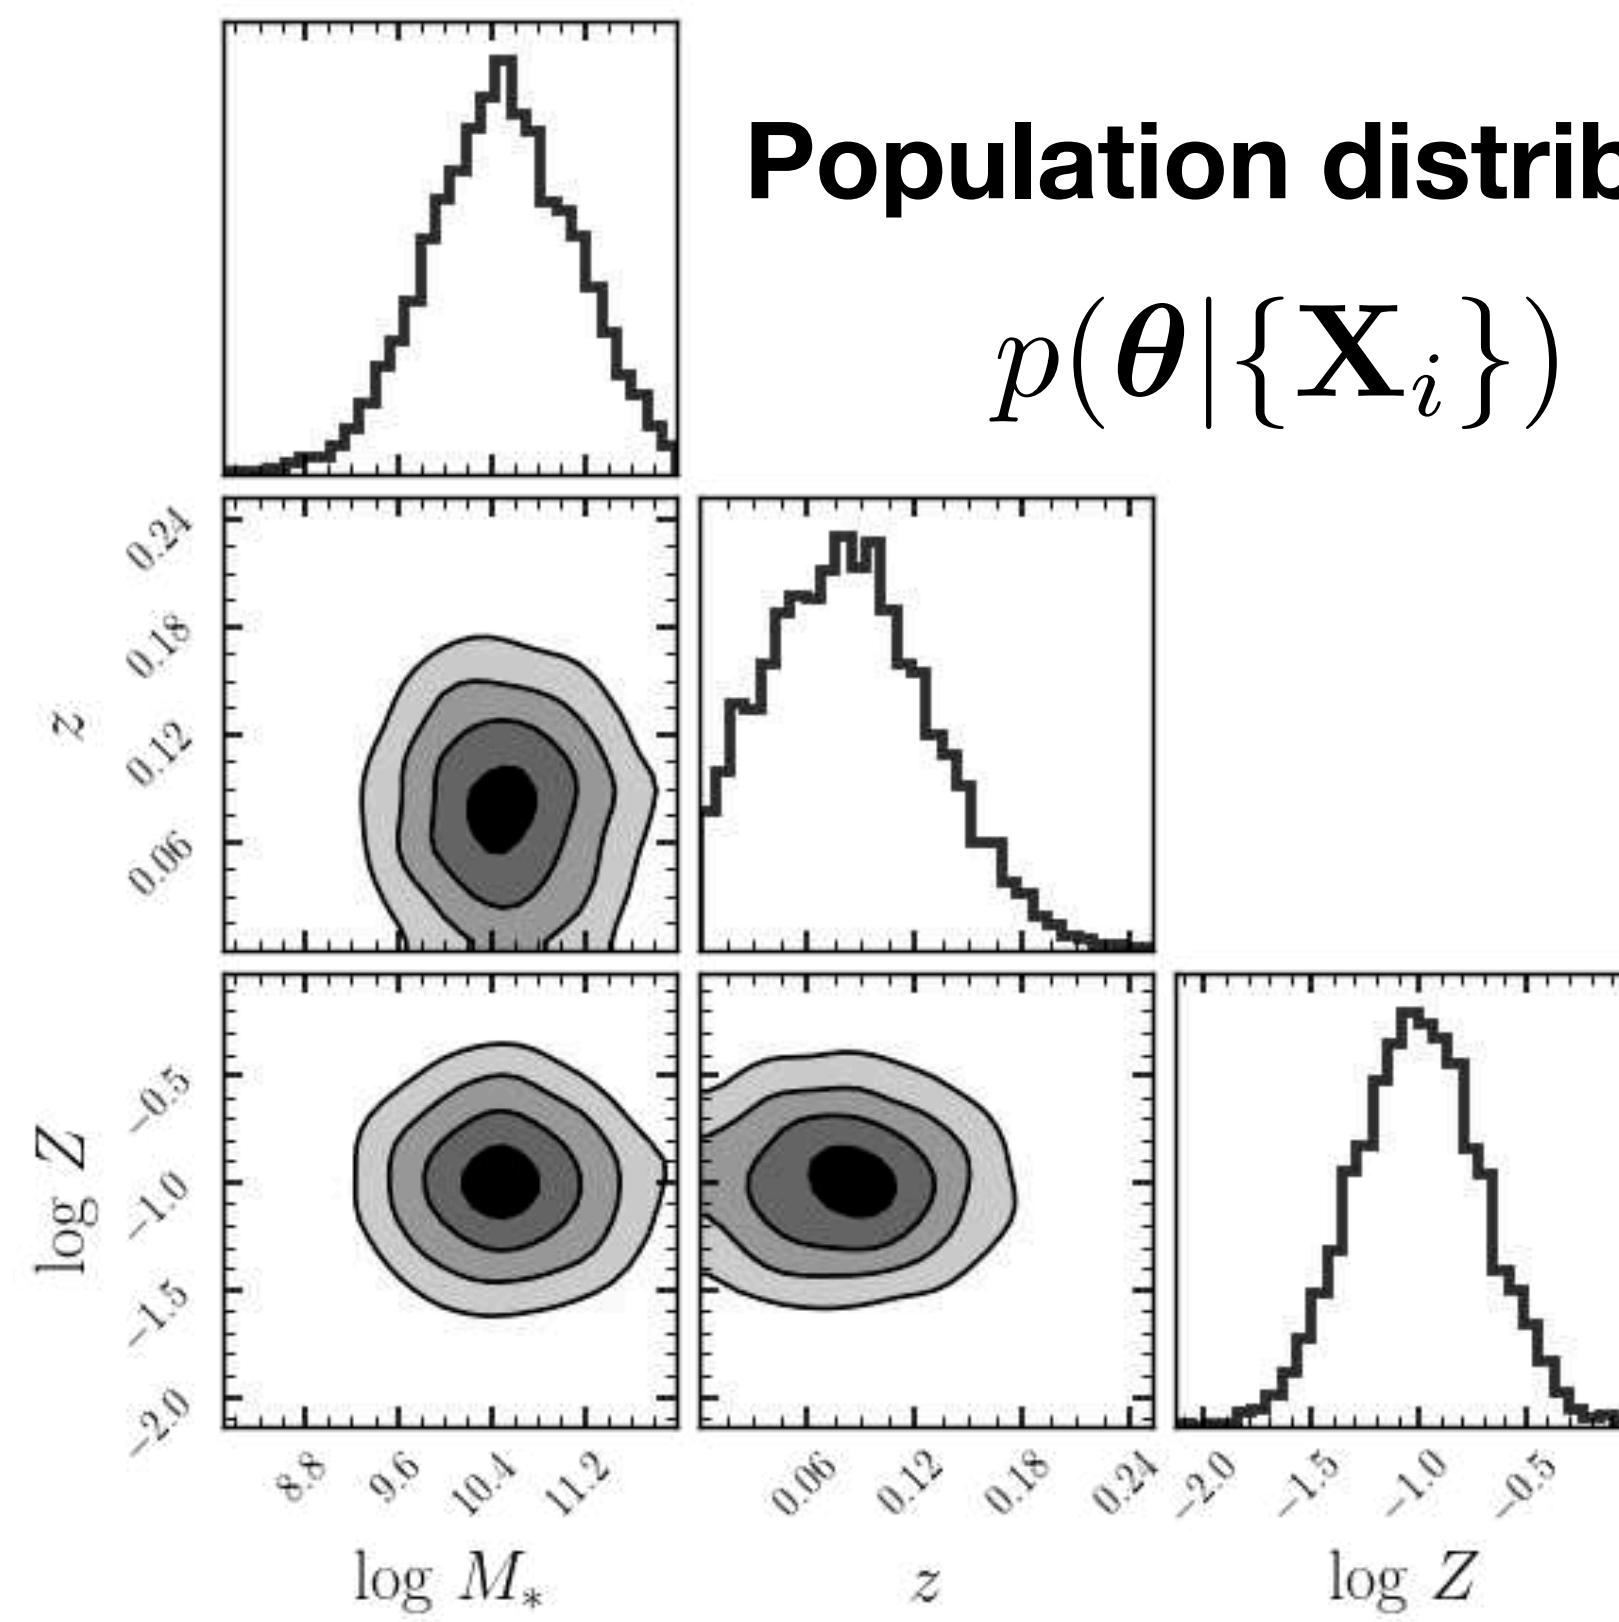 Population distrib
p(θ|{X_i})
0.24
0.18
z
0.12
0.06
−0.5
log Z
−1.0
−1.5
−2.0
8.8 9.6 10.4 11.2 0.06 0.12 0.18 0.24 −2.0 −1.5 −1.0 −0.5
log M_* z log Z